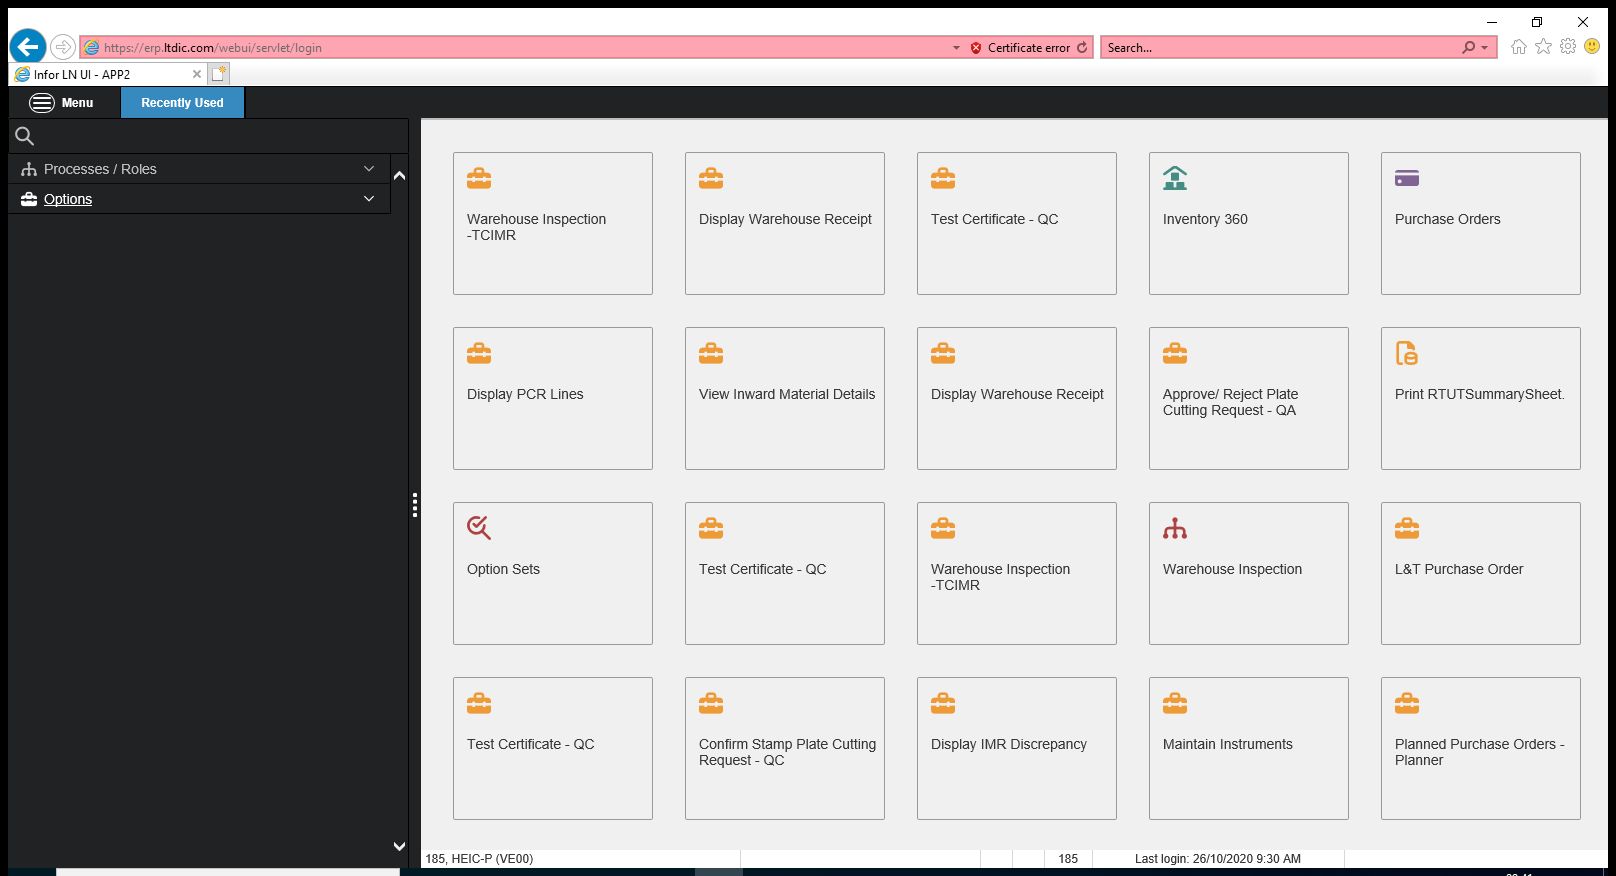 https://erp.ltdic.com/webui/servlet/login
Certificate error
Search...
Infor LN UI - APP2
Menu
Recently Used
Processes / Roles
Options
Warehouse Inspection
-TCIMR
Display Warehouse Receipt
Test Certificate - QC
Inventory 360
Purchase Orders
Display PCR Lines
View Inward Material Details
Display Warehouse Receipt
Approve/ Reject Plate
Cutting Request - QA
Print RTUTSummarySheet.
Option Sets
Test Certificate - QC
Warehouse Inspection
-TCIMR
Warehouse Inspection
L&T Purchase Order
Test Certificate - QC
Confirm Stamp Plate Cutting
Request - QC
Display IMR Discrepancy
Maintain Instruments
Planned Purchase Orders -
Planner
185, HEIC-P (VE00)
185
Last login: 26/10/2020 9:30 AM